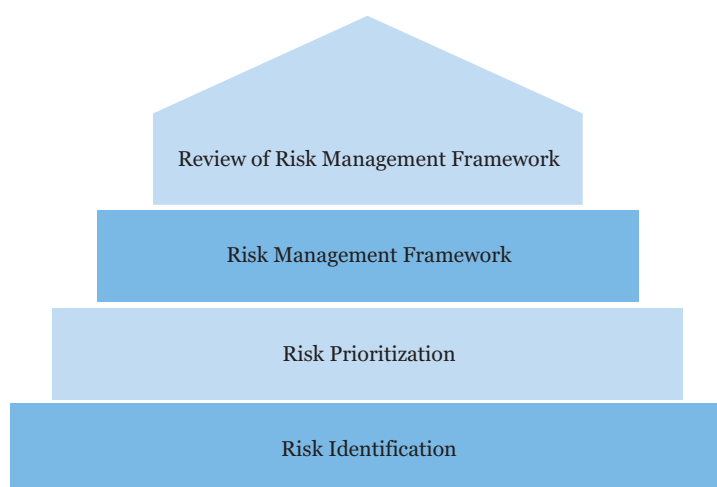 Review of Risk Management Framework
Risk Management Framework
Risk Prioritization
Risk Identification